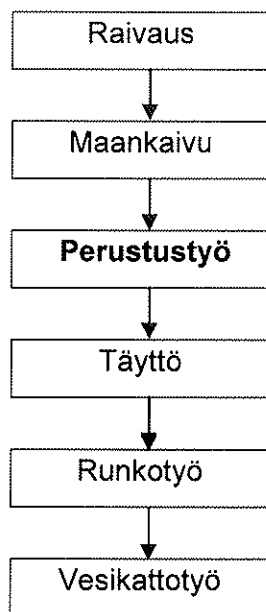 Raivaus
Maankaivu
Perustustyö
Täyttö
Runkotyö
Vesikattotyö